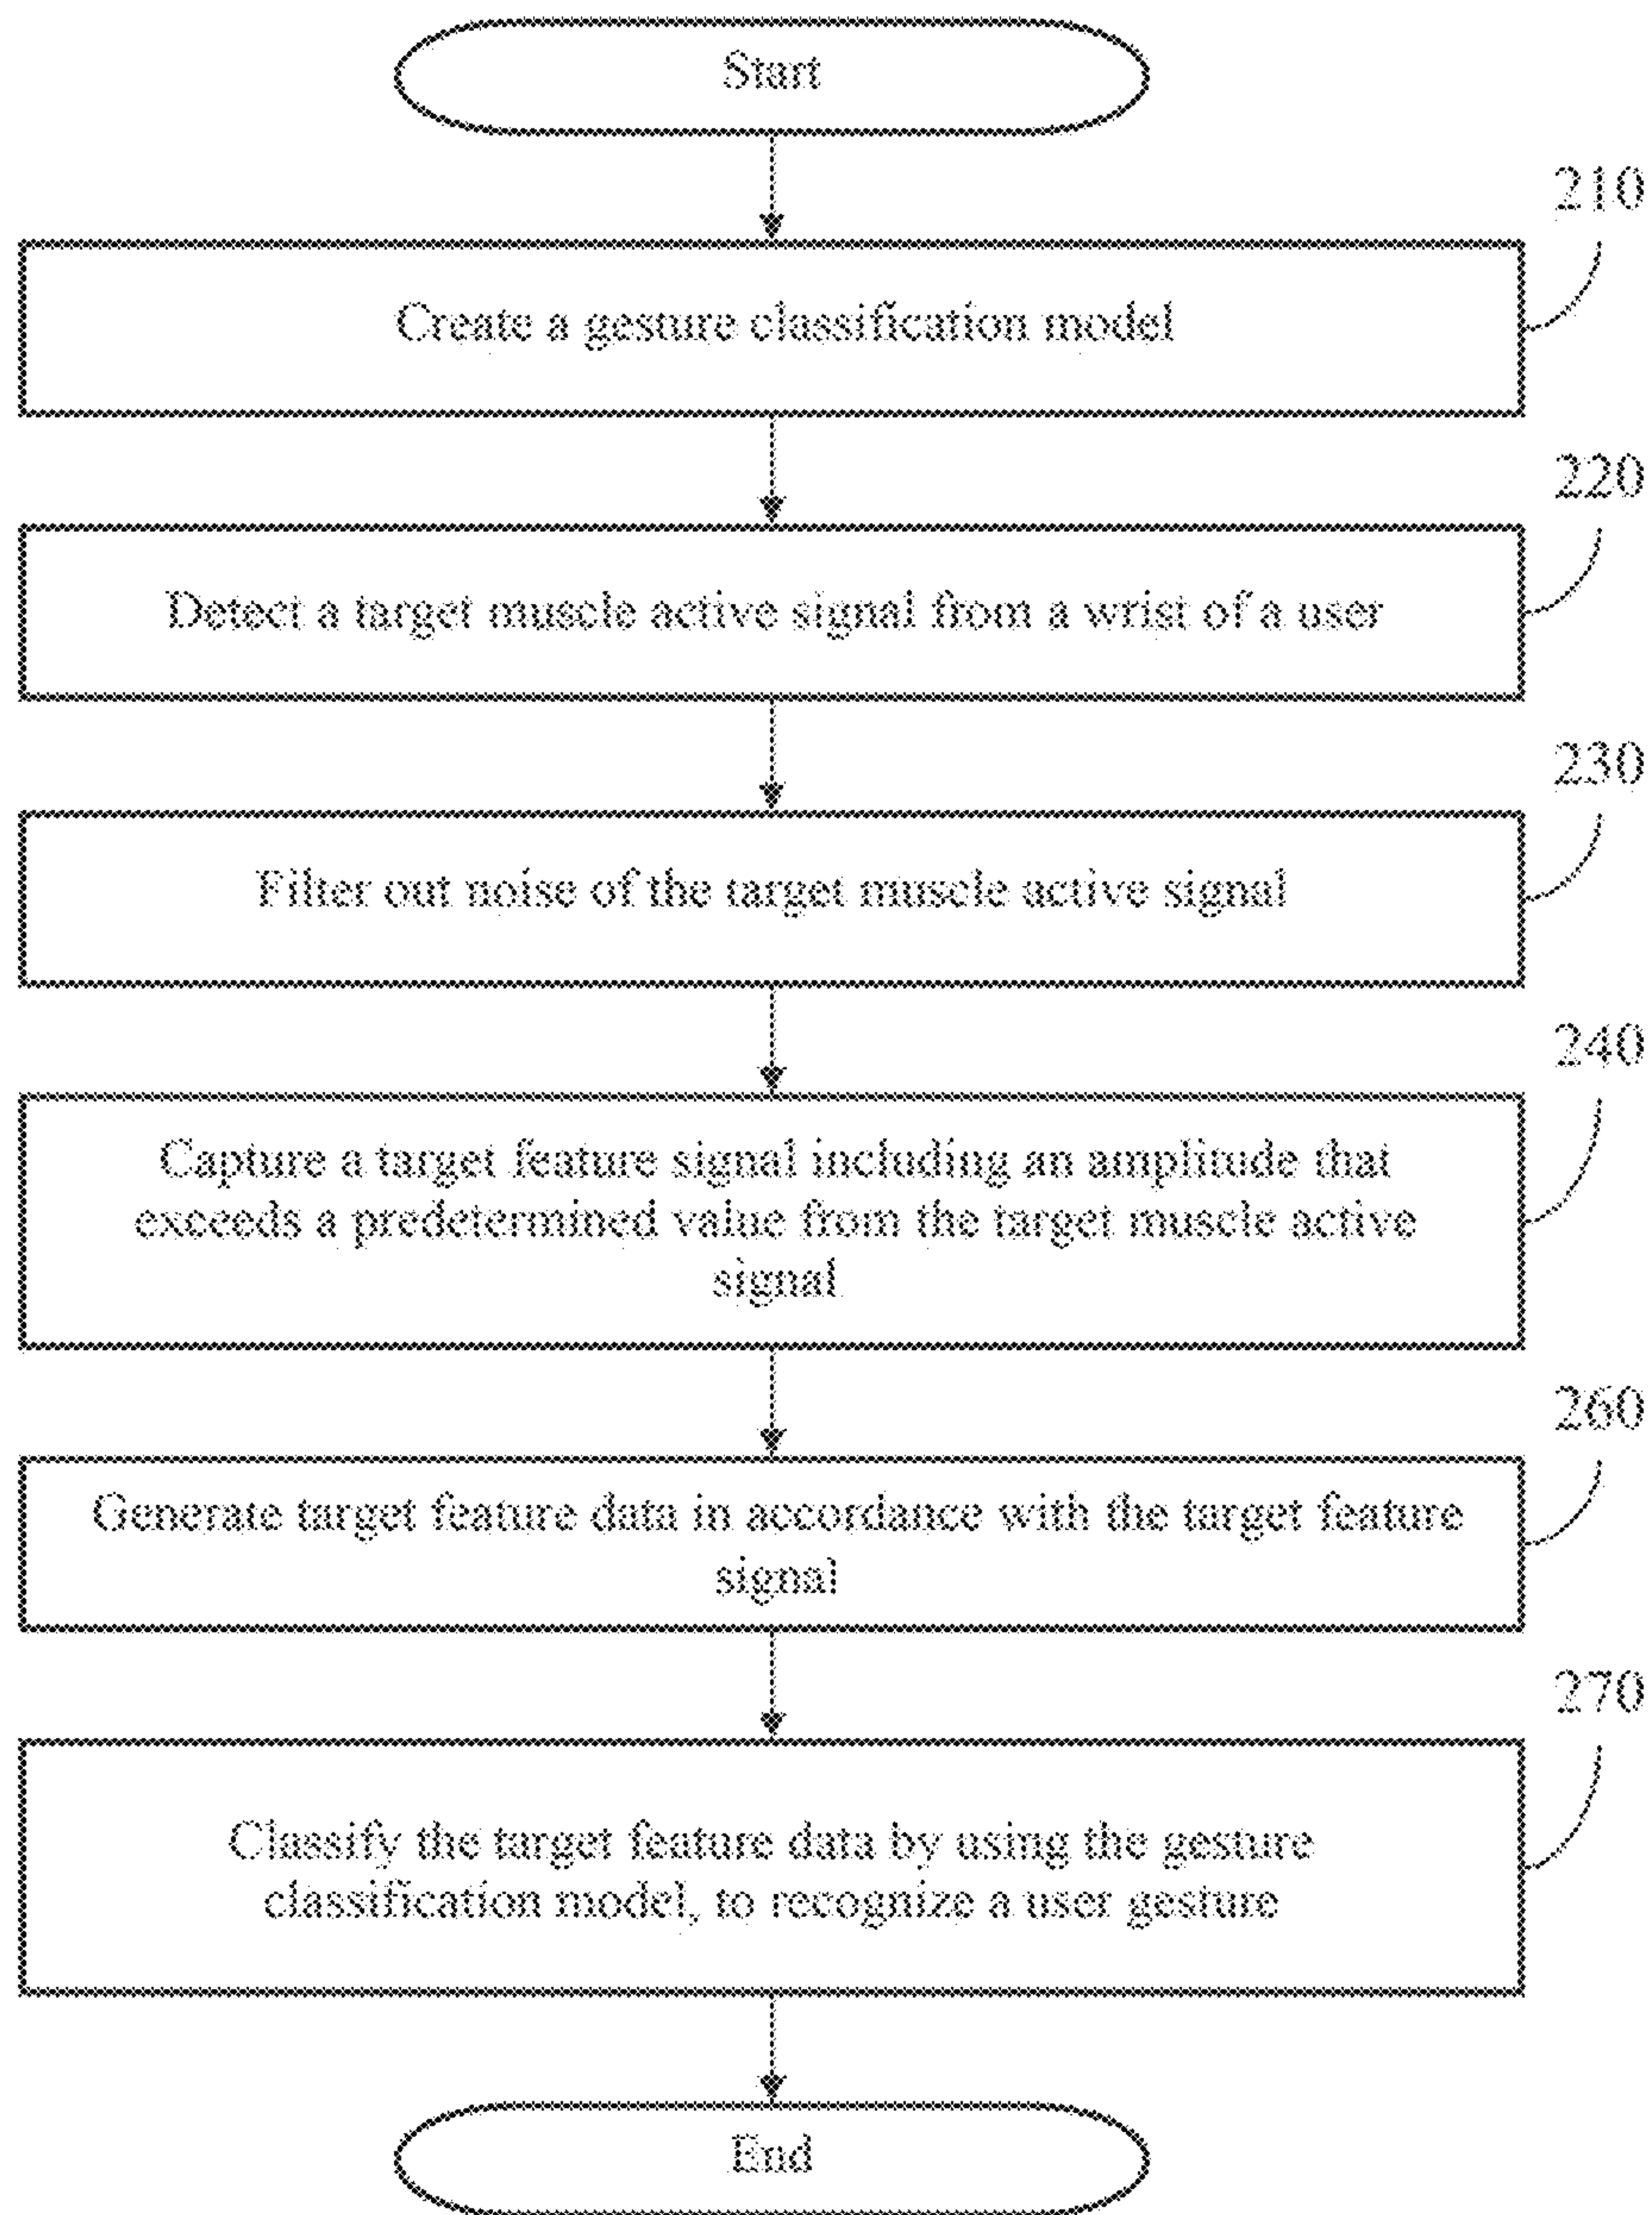 Start
210
Create a gesture classification model
220
Detect a target muscle active signal from a wrist of a user
230
Filter out noise of the target muscle active signal
240
Capture a target feature signal including an amplitude that
exceeds a predetermined value from the target muscle active
signal
260
Generate target feature data in accordance with the target feature
signal
270
Classify the target feature data by using the gesture
classification model, to recognize a user gesture
End